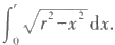 ∫₀ʳ √(r² − x²) dx.